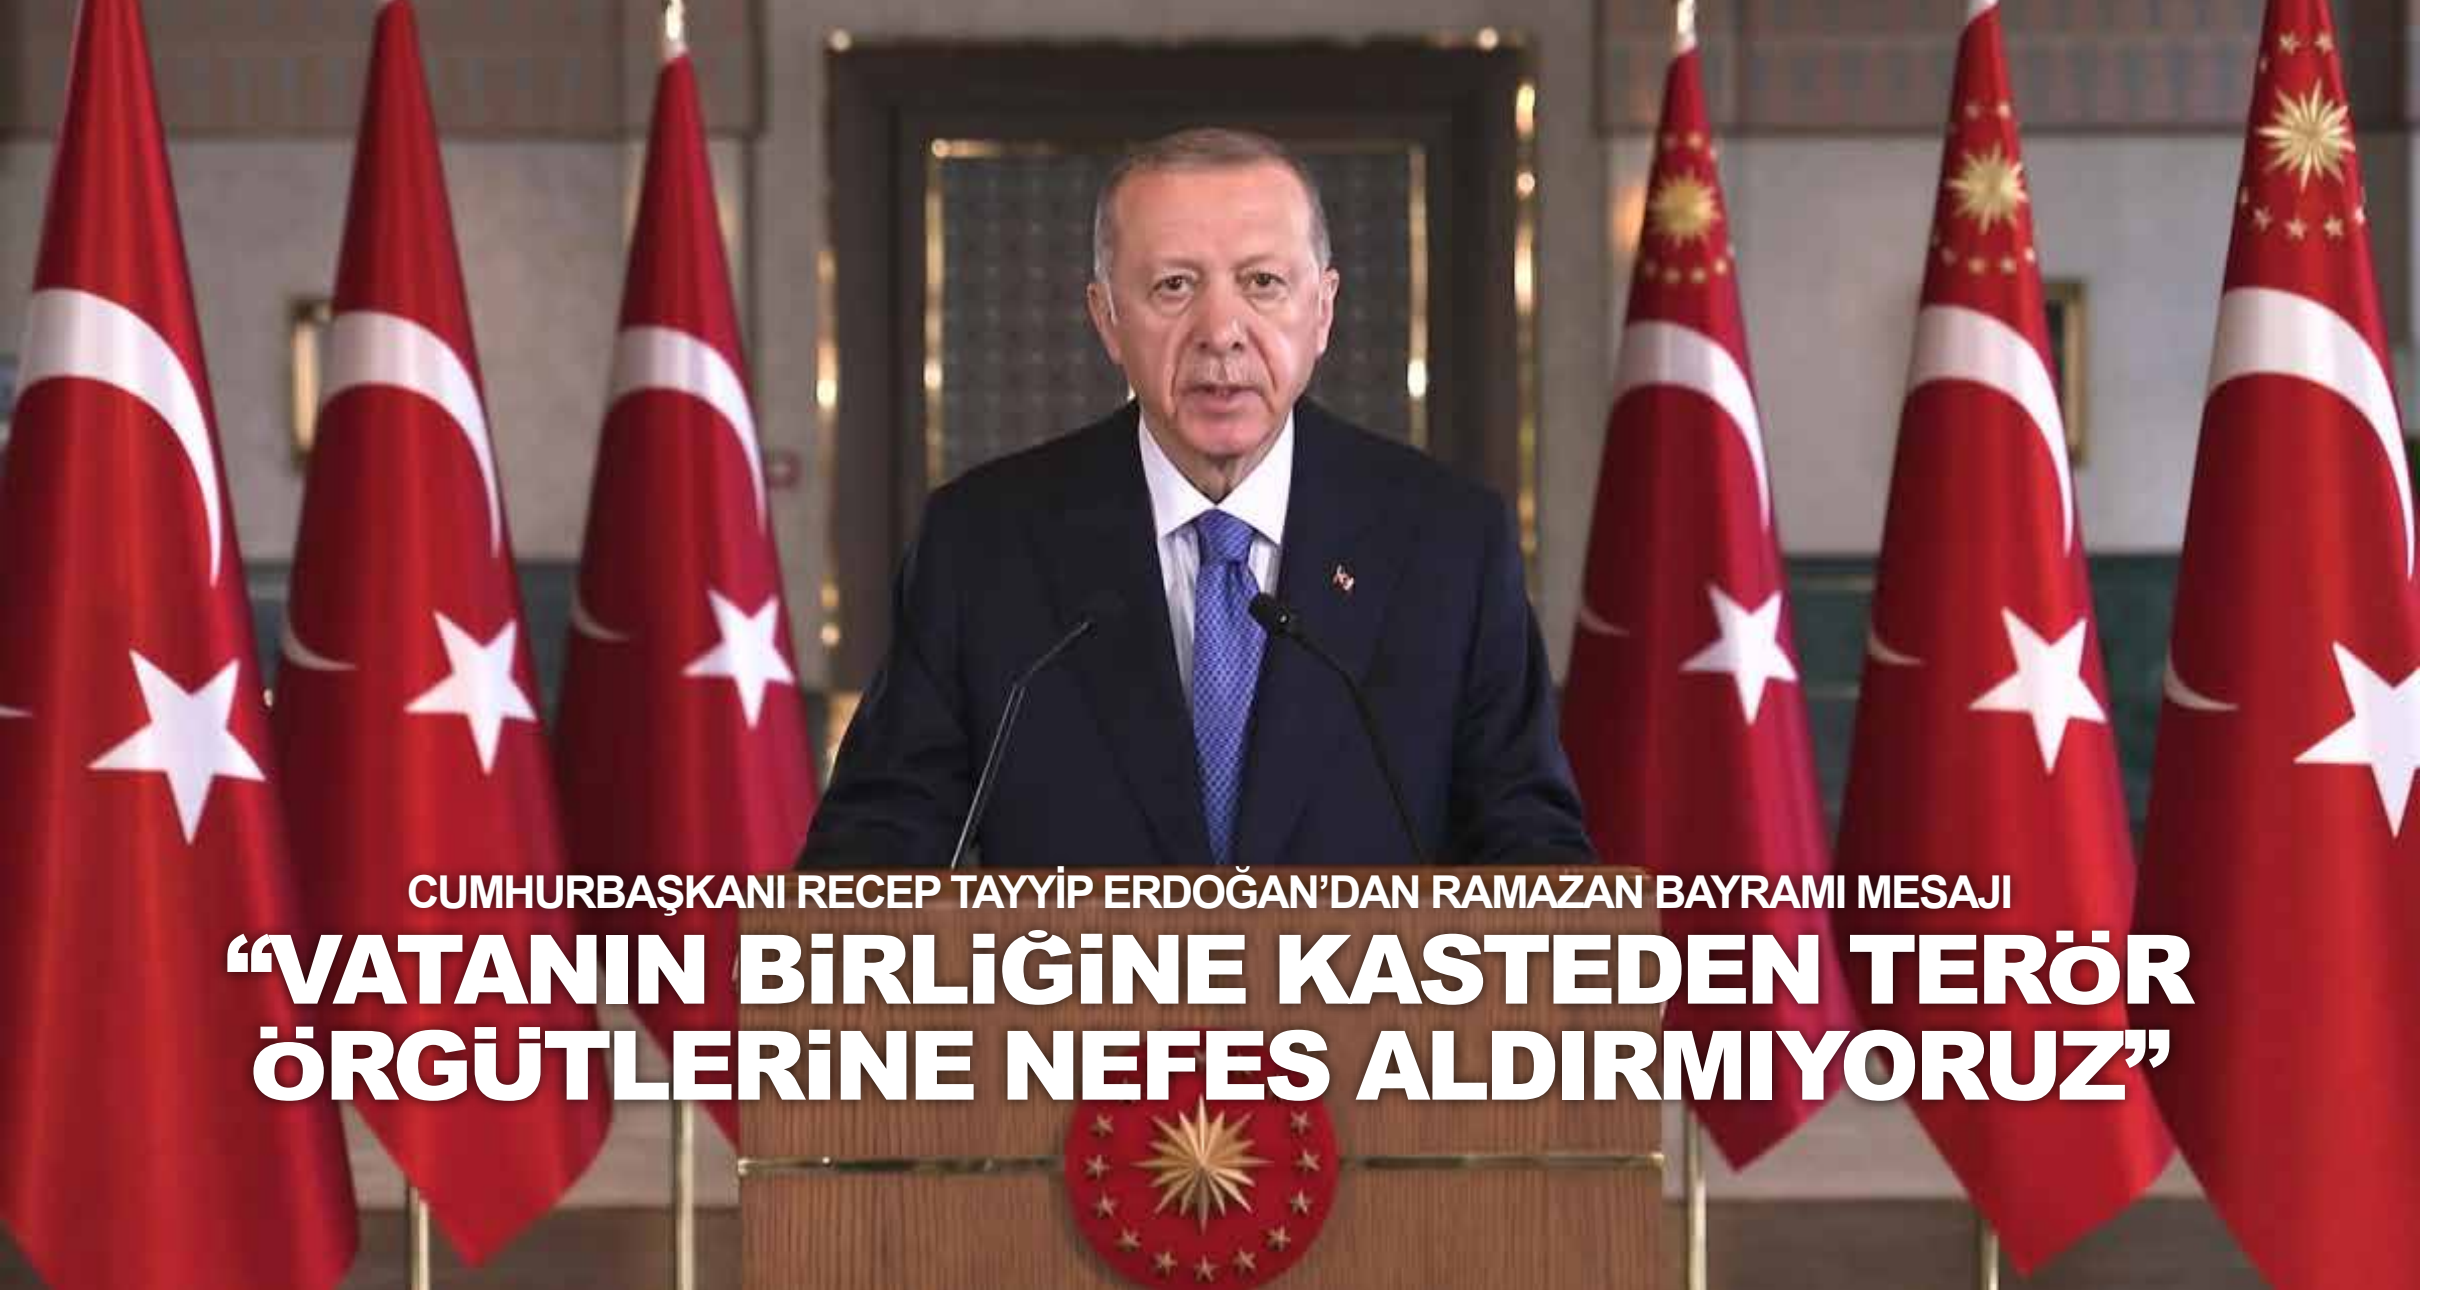 CUMHURBAŞKANI RECEP TAYYİP ERDOĞAN’DAN RAMAZAN BAYRAMI MESAJI
“VATANIN BİRLİĞİNE KASTEDEN TERÖR
ÖRGÜTLERİNE NEFES ALDIRMIYORUZ”